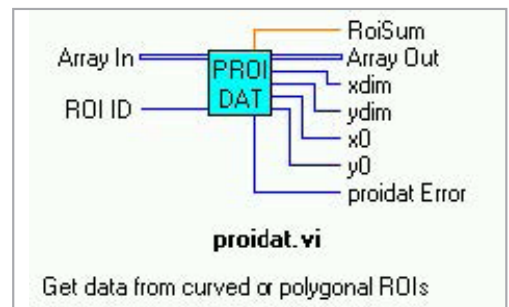 RoiSum
Array In
Array Out
PROI
DAT
xdim
ydim
ROI ID
x0
y0
proidat Error
proidat.vi
Get data from curved or polygonal ROIs